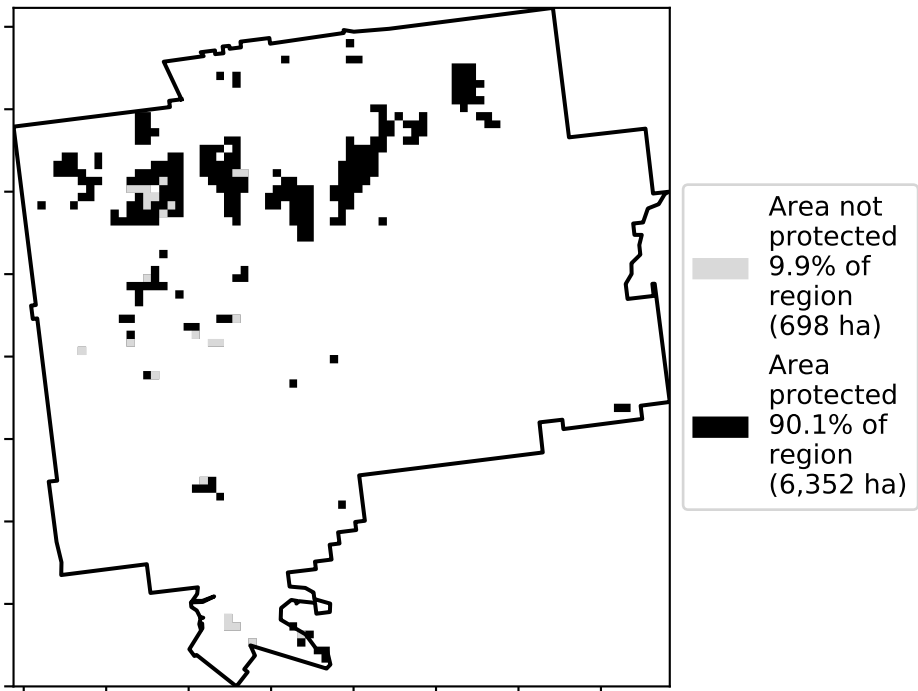 Area not
protected
9.9% of
region
(698 ha)
Area
protected
90.1% of
region
(6,352 ha)